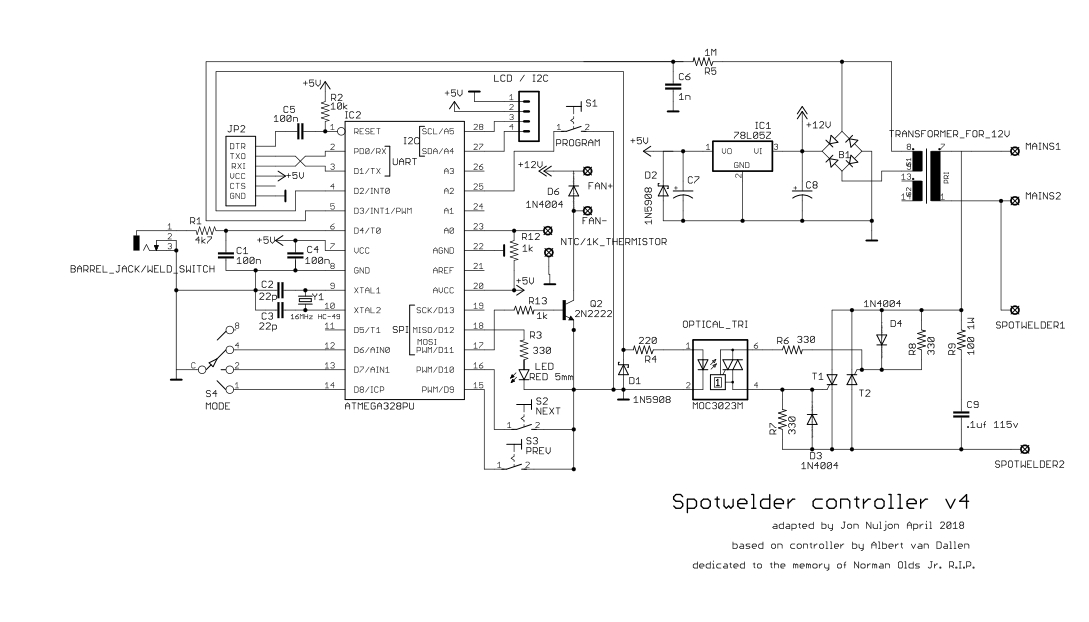 1M
R5
C6
1n
LCD / I2C
+5V
1
2
3
4
S1
1 2
PROGRAM
+5V
R2
10k
IC2
C5
100n
JP2
DTR
TXO
RXI
VCC
CTS
GND
+5V
1 RESET
2 PD0/RX
3 D1/TX
4 D2/INT0
5 D3/INT1/PWM
6 D4/T0
7 VCC
8 GND
9 XTAL1
10 XTAL2
11 D5/T1
12 D6/AIN0
13 D7/AIN1
14 D8/ICP
I2C
UART
SPI
MOSI
SCL/A5 28
SDA/A4 27
A3 26
A2 25
A1 24
A0 23
AGND 22
AREF 21
AVCC 20
SCK/D13 19
MISO/D12 18
PWM/D11 17
PWM/D10 16
PWM/D9 15
ATMEGA328PU
R1
4k7
1
2
3
BARREL_JACK/WELD_SWITCH
C1
100n
+5V
C4
100n
C2
22p
Y1
16MHz HC-49
C3
22p
8
4
2
1
C
S4
MODE
+12V
FAN+
D6
1N4004
FAN-
R12
1k
NTC/1K_THERMISTOR
+5V
R13
1k
Q2
2N2222
R3
330
LED
RED 5mm
S2
NEXT
1 2
S3
PREV
1 2
+5V
D2
1N5908
C7
IC1
78L05Z
1 VO VI 3
GND
2
+12V
C8
B1
TRANSFORMER_FOR_12V
8
S1
13
S2
7
PRI
1
MAINS1
MAINS2
SPOTWELDER1
SPOTWELDER2
OPTICAL_TRI
220
R4
D1
1N5908
1
2
6
4
1
MOC3023M
R6 330
R7
330
D3
1N4004
T1
T2
1N4004
D4
R8
330
R9
100 1W
C9
.1uf 115v
Spotwelder controller v4
adapted by Jon Nuljon April 2018
based on controller by Albert van Dallen
dedicated to the memory of Norman Olds Jr. R.I.P.